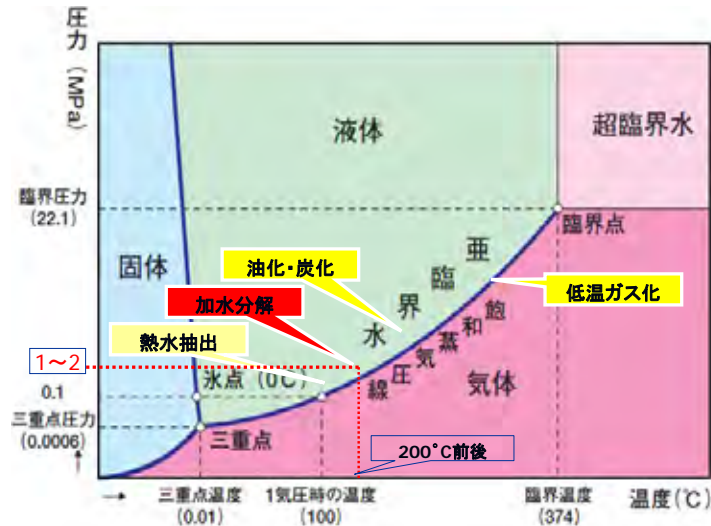 圧力（MPa）
液体
超臨界水
臨界圧力
(22.1)
臨界点
固体
油化・炭化
亜臨界水
低温ガス化
加水分解
飽和蒸気圧線
熱水抽出
気体
1～2
氷点（0℃）
0.1
三重点圧力
(0.0006)
三重点
200°C前後
↑
→
三重点温度
(0.01)
1気圧時の温度
(100)
臨界温度
(374)
温度(℃)